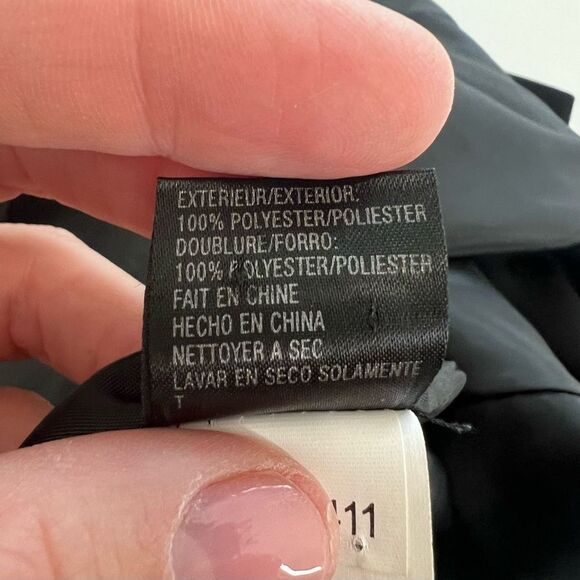 EXTERIEUR/EXTERIOR:
100% POLYESTER/POLIESTER
DOUBLURE/FORRO:
100% POLYESTER/POLIESTER
FAIT EN CHINE
HECHO EN CHINA
NETTOYER A SEC
LAVAR EN SECO SOLAMENTE
T
411